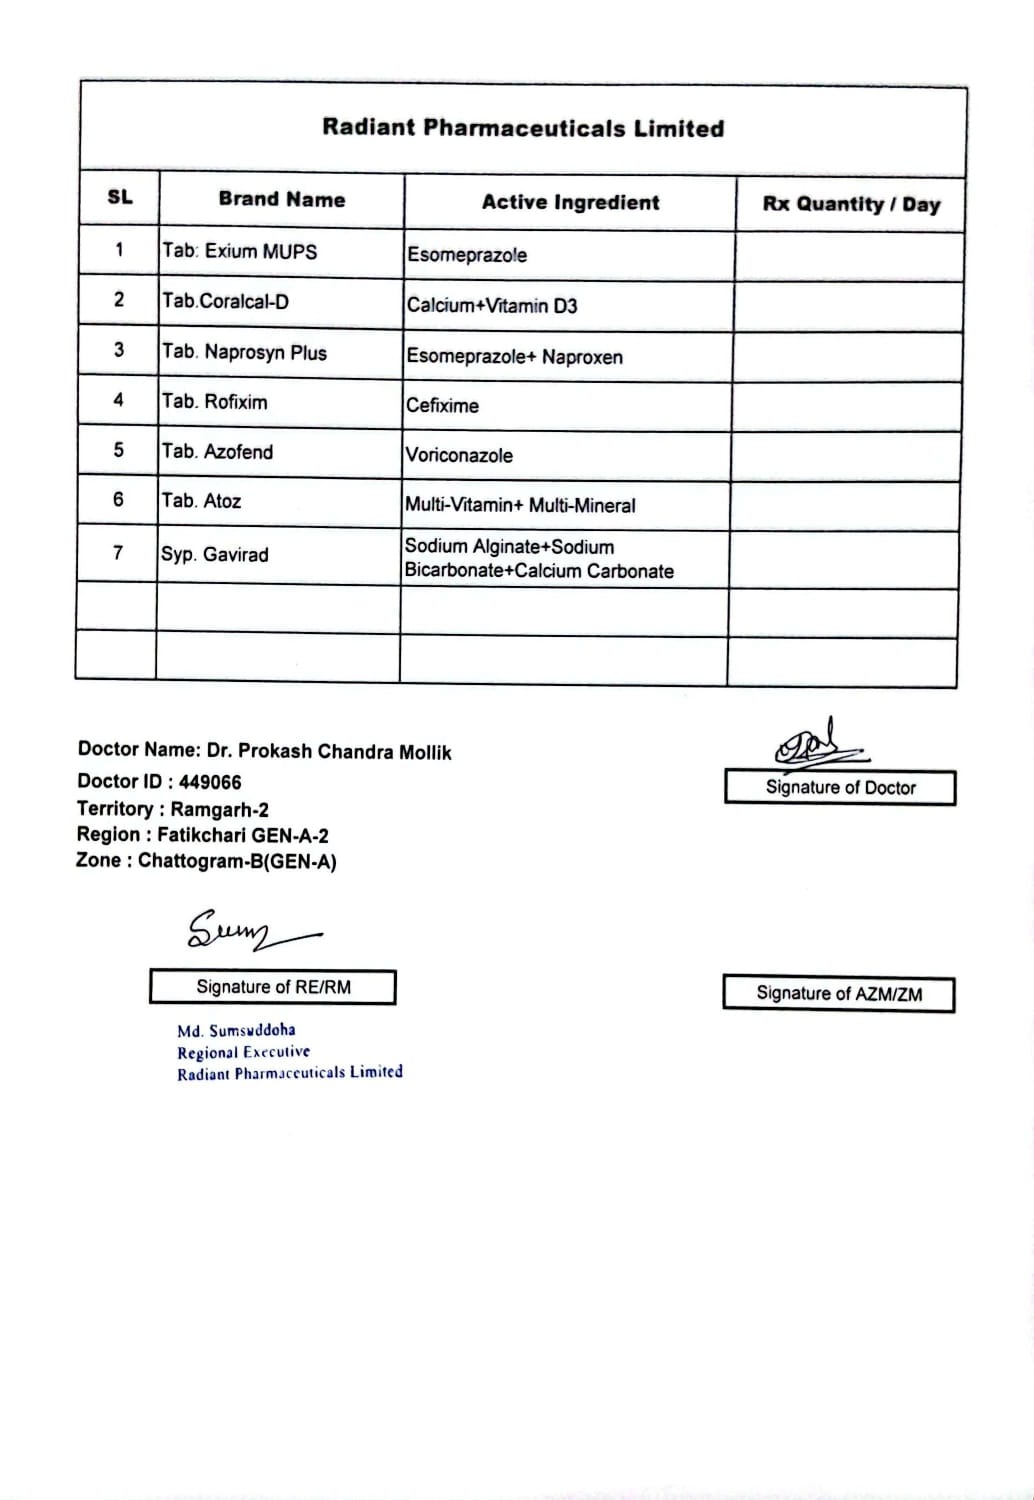 Radiant Pharmaceuticals Limited
SL Brand Name Active Ingredient Rx Quantity / Day
1 Tab: Exium MUPS Esomeprazole
2 Tab.Coralcal-D Calcium+Vitamin D3
3 Tab. Naprosyn Plus Esomeprazole+ Naproxen
4 Tab. Rofixim Cefixime
5 Tab. Azofend Voriconazole
6 Tab. Atoz Multi-Vitamin+ Multi-Mineral
7 Syp. Gavirad Sodium Alginate+Sodium
Bicarbonate+Calcium Carbonate
Doctor Name: Dr. Prokash Chandra Mollik
Doctor ID : 449066
Territory : Ramgarh-2
Region : Fatikchari GEN-A-2
Zone : Chattogram-B(GEN-A)
Signature of Doctor
Signature of RE/RM
Signature of AZM/ZM
Md. Sumsuddoha
Regional Executive
Radiant Pharmaceuticals Limited